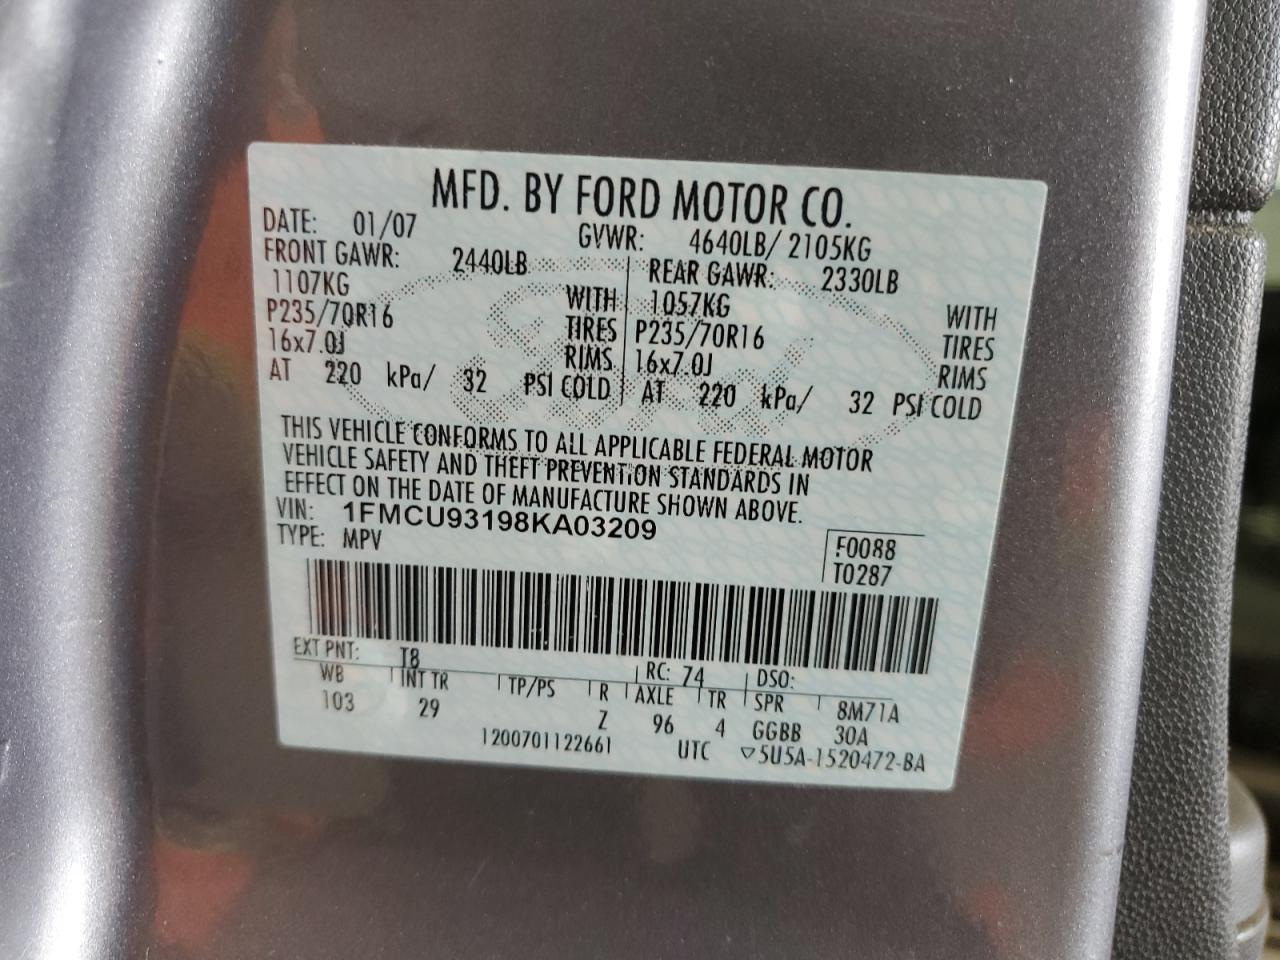 MFD. BY FORD MOTOR CO.
DATE: 01/07 GVWR: 4640LB/ 2105KG
FRONT GAWR: 2440LB REAR GAWR: 2330LB
1107KG WITH 1057KG WITH
P235/70R16 TIRES P235/70R16 TIRES
16x7.0J RIMS 16x7.0J RIMS
AT 220 kPa/ 32 PSI COLD AT 220 kPa/ 32 PSI COLD
THIS VEHICLE CONFORMS TO ALL APPLICABLE FEDERAL MOTOR
VEHICLE SAFETY AND THEFT PREVENTION STANDARDS IN
EFFECT ON THE DATE OF MANUFACTURE SHOWN ABOVE.
VIN: 1FMCU93198KA03209
TYPE: MPV F0088
T0287
EXT PNT: T8 RC: 74 DSO:
WB INT TR TP/PS R AXLE TR SPR 8M71A
103 29 Z 96 4 GGBB 30A
1200701122661 UTC ▽5U5A-1520472-BA